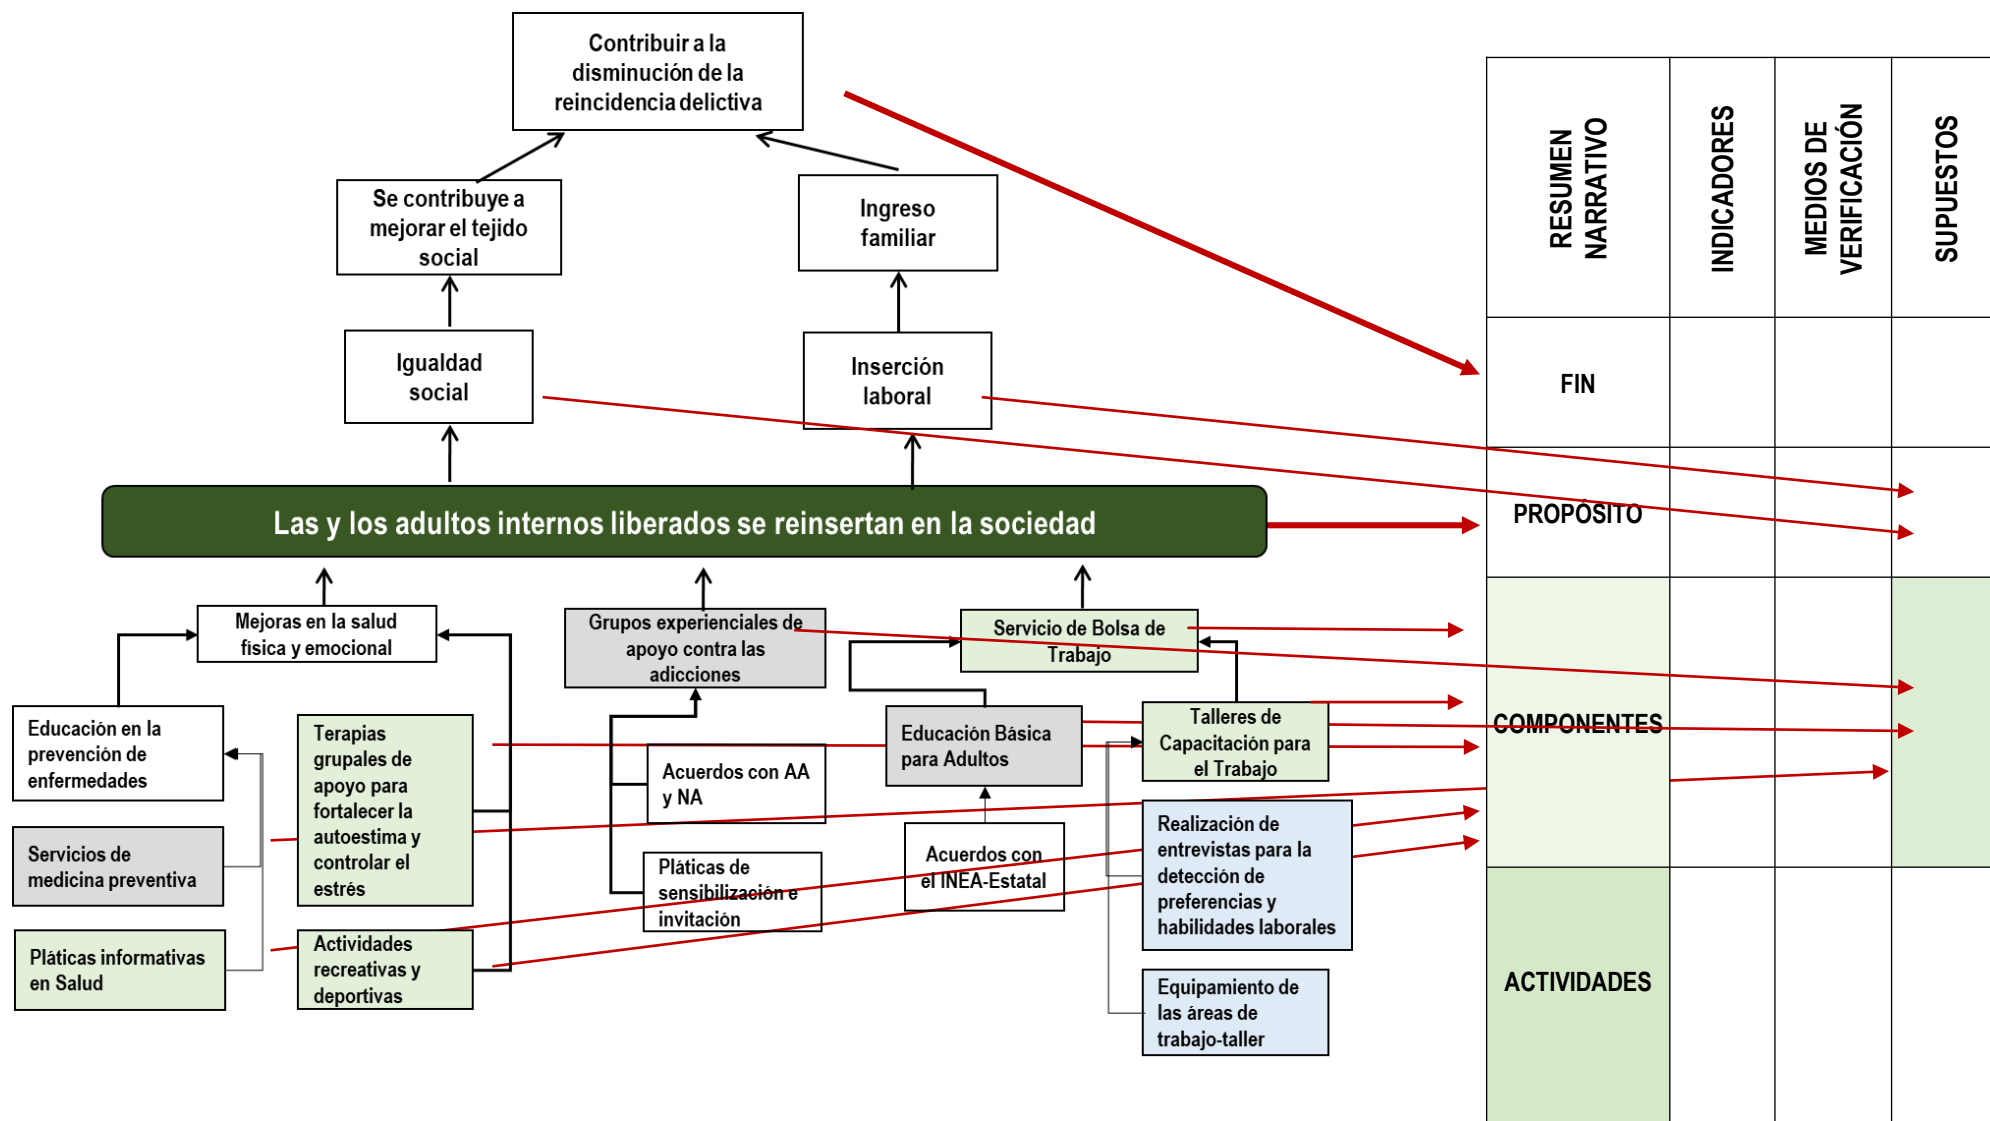 Contribuir a la
disminución de la
reincidencia delictiva
Se contribuye a
mejorar el tejido
social
Ingreso
familiar
Igualdad
social
Inserción
laboral
Las y los adultos internos liberados se reinsertan en la sociedad
Mejoras en la salud
física y emocional
Grupos experienciales de
apoyo contra las
adicciones
Servicio de Bolsa de
Trabajo
Educación en la
prevención de
enfermedades
Terapias
grupales de
apoyo para
fortalecer la
autoestima y
controlar el
estrés
Acuerdos con AA
y NA
Educación Básica
para Adultos
Talleres de
Capacitación para
el Trabajo
Servicios de
medicina preventiva
Pláticas de
sensibilización e
invitación
Acuerdos con
el INEA-Estatal
Realización de
entrevistas para la
detección de
preferencias y
habilidades laborales
Pláticas informativas
en Salud
Actividades
recreativas y
deportivas
Equipamiento de
las áreas de
trabajo-taller
RESUMEN
NARRATIVO
INDICADORES
MEDIOS DE
VERIFICACIÓN
SUPUESTOS
FIN
PROPÓSITO
COMPONENTES
ACTIVIDADES